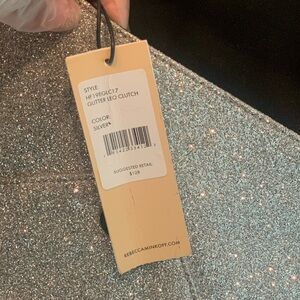 STYLE:
HF19EGLC17
GLITTER LEO CLUTCH
COLOR:
SILVER
SUGGESTED RETAIL
$128
REBECCAMINKOFF.COM